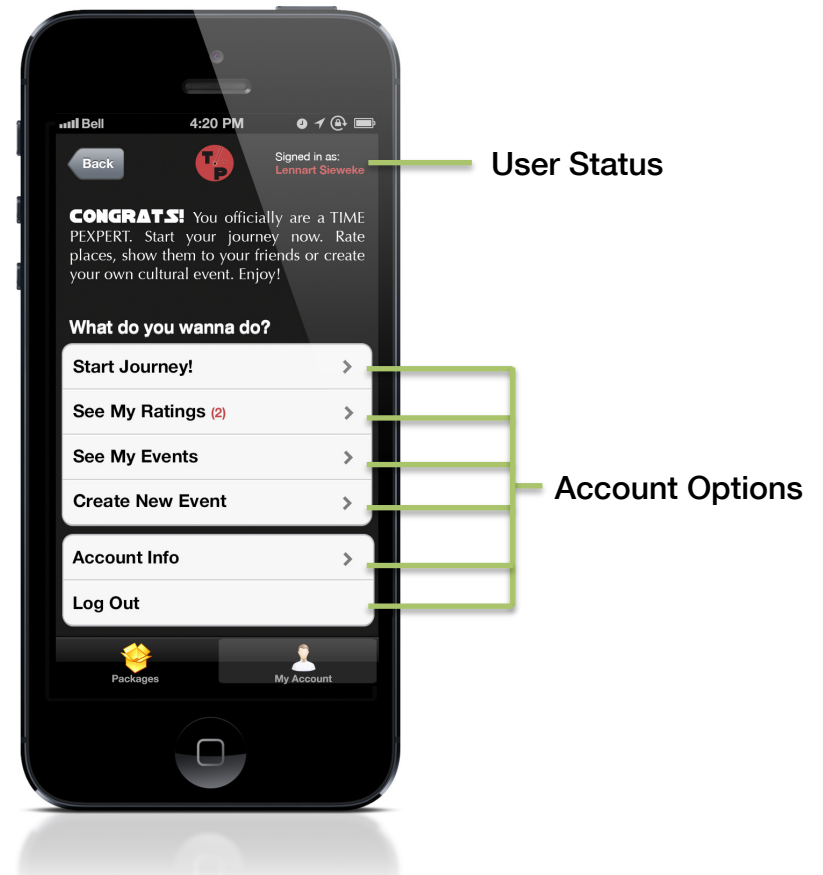 Bell 4:20 PM
Back
T P
Signed in as:
Lennart Sieweke
User Status
CONGRATS! You officially are a TIME
PEXPERT. Start your journey now. Rate
places, show them to your friends or create
your own cultural event. Enjoy!
What do you wanna do?
Start Journey!
See My Ratings (2)
See My Events
Create New Event
Account Options
Account Info
Log Out
Packages
My Account